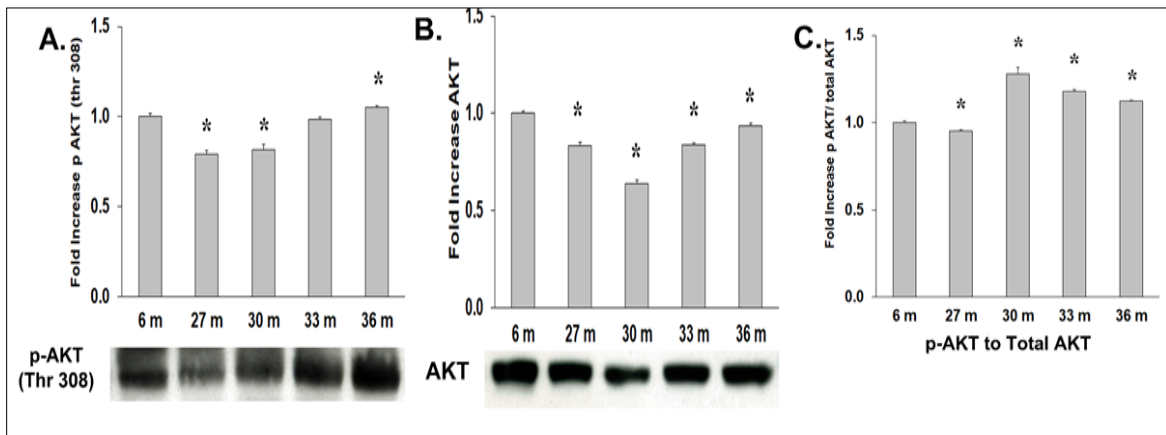 A.
Fold Increase p AKT (thr 308)
1.5
1.0
0.5
0.0
*
*
*
6 m 27 m 30 m 33 m 36 m
p-AKT
(Thr 308)
B.
Fold Increase AKT
1.5
1.0
0.5
0.0
*
*
*
*
6 m 27 m 30 m 33 m 36 m
AKT
C.
Fold Increase p AKT/ total AKT
1.5
1.0
0.5
0.0
*
*
*
*
6 m 27 m 30 m 33 m 36 m
p-AKT to Total AKT